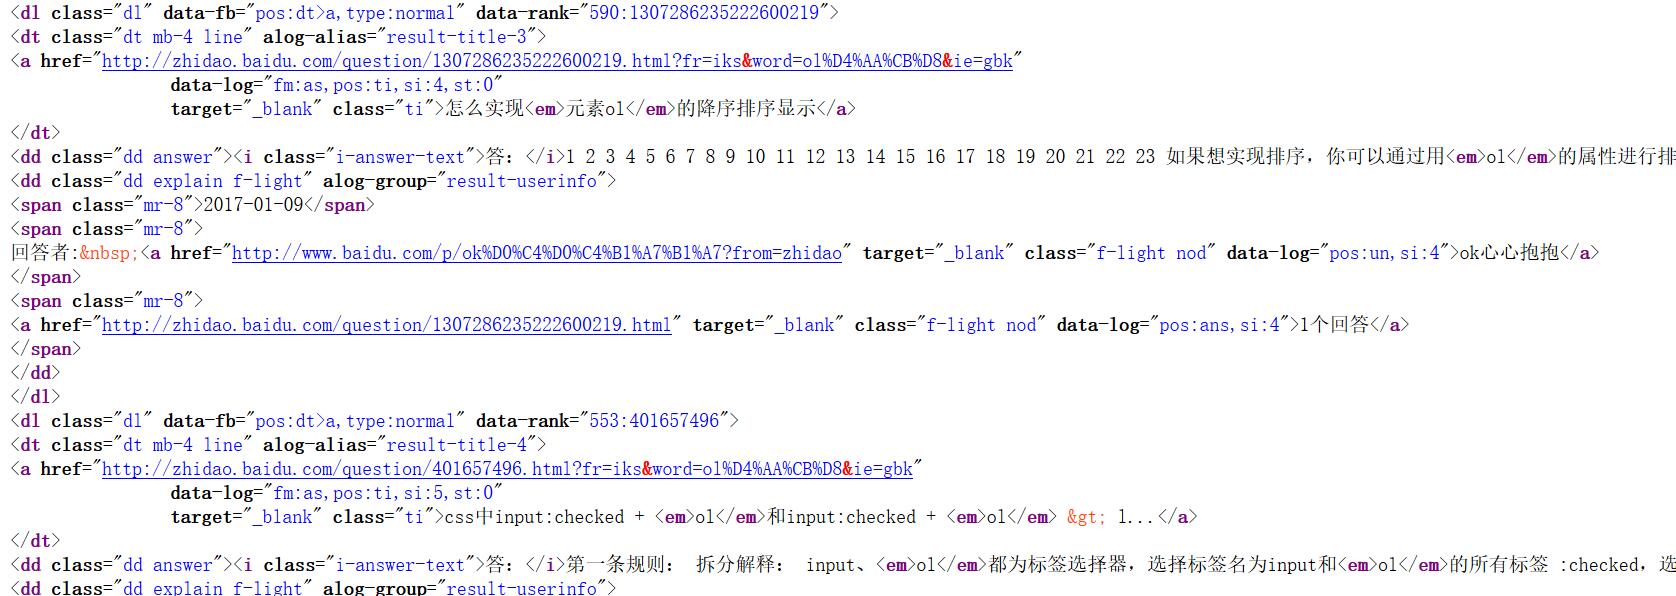 <dl class="dl" data-fb="pos:dt>a,type:normal" data-rank="590:1307286235222600219">
<dt class="dt mb-4 line" alog-alias="result-title-3">
<a href="http://zhidao.baidu.com/question/1307286235222600219.html?fr=iks&word=ol%D4%AA%CB%D8&ie=gbk"
data-log="fm:as,pos:ti,si:4,st:0"
target="_blank" class="ti">怎么实现<em>元素ol</em>的降序排序显示</a>
</dt>
<dd class="dd answer"><i class="i-answer-text">答：</i>1 2 3 4 5 6 7 8 9 10 11 12 13 14 15 16 17 18 19 20 21 22 23 如果想实现排序，你可以通过用<em>ol</em>的属性进行排
<dd class="dd explain f-light" alog-group="result-userinfo">
<span class="mr-8">2017-01-09</span>
<span class="mr-8">
回答者:&nbsp;<a href="http://www.baidu.com/p/ok%D0%C4%D0%C4%B1%A7%B1%A7?from=zhidao" target="_blank" class="f-light nod" data-log="pos:un,si:4">ok心心抱抱</a>
</span>
<span class="mr-8">
<a href="http://zhidao.baidu.com/question/1307286235222600219.html" target="_blank" class="f-light nod" data-log="pos:ans,si:4">1个回答</a>
</span>
</dd>
</dl>
<dl class="dl" data-fb="pos:dt>a,type:normal" data-rank="553:401657496">
<dt class="dt mb-4 line" alog-alias="result-title-4">
<a href="http://zhidao.baidu.com/question/401657496.html?fr=iks&word=ol%D4%AA%CB%D8&ie=gbk"
data-log="fm:as,pos:ti,si:5,st:0"
target="_blank" class="ti">css中input:checked + <em>ol</em>和input:checked + <em>ol</em> &gt; l...</a>
</dt>
<dd class="dd answer"><i class="i-answer-text">答：</i>第一条规则： 拆分解释： input、<em>ol</em>都为标签选择器，选择标签名为input和<em>ol</em>的所有标签 :checked，选
<dd class="dd explain f-light" alog-group="result-userinfo">